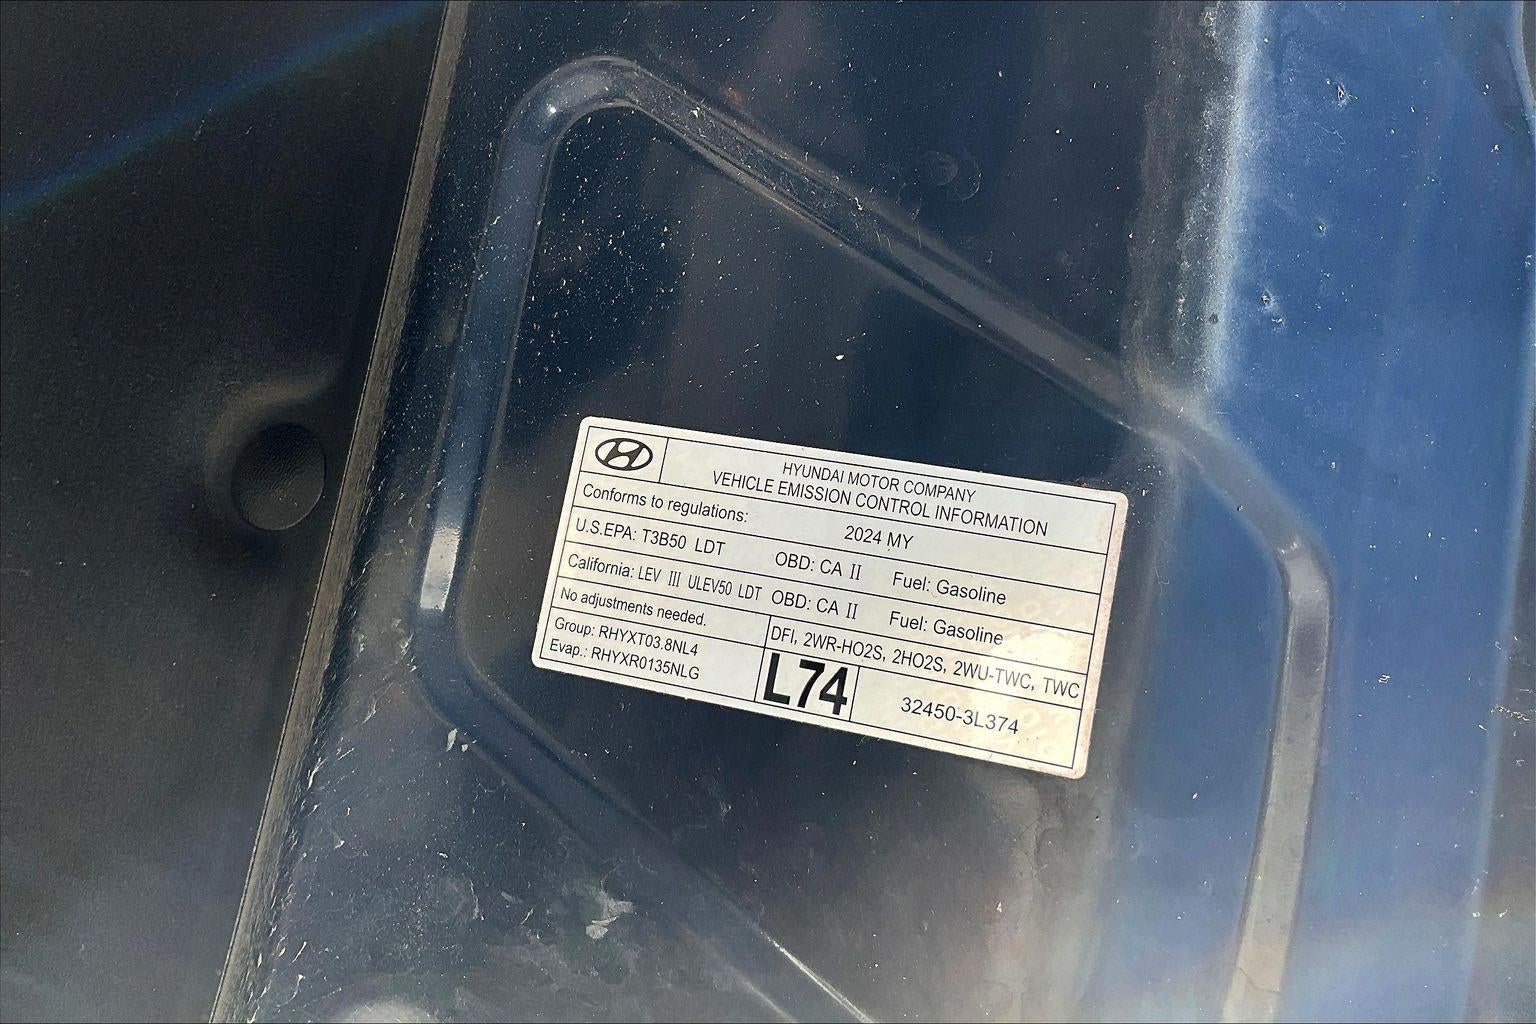 HYUNDAI MOTOR COMPANY
VEHICLE EMISSION CONTROL INFORMATION
Conforms to regulations: 2024 MY
U.S.EPA: T3B50 LDT OBD: CA II Fuel: Gasoline
California: LEV III ULEV50 LDT OBD: CA II Fuel: Gasoline
No adjustments needed. DFI, 2WR-HO2S, 2HO2S, 2WU-TWC, TWC
Group: RHYXT03.8NL4
Evap.: RHYXR0135NLG
L74
32450-3L374